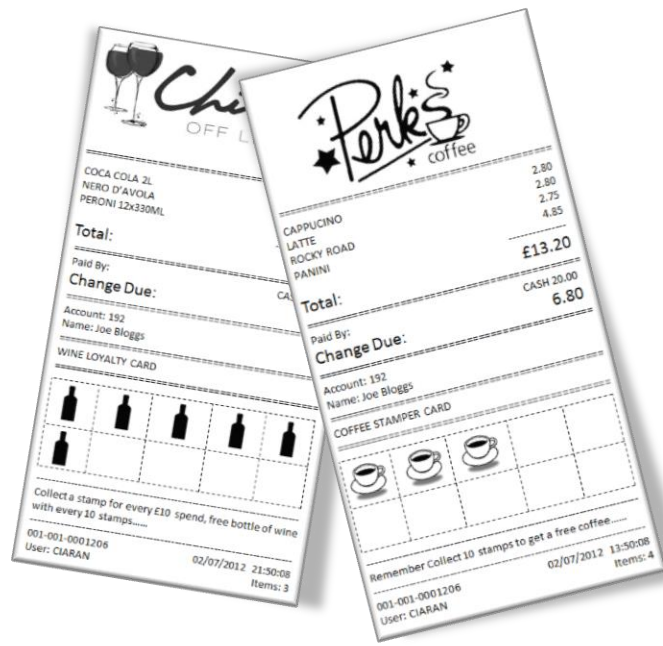 OFF L
COCA COLA 2L
NERO D'AVOLA
PERONI 12x330ML
Total:
Paid By:
Change Due:
Account: 192
Name: Joe Bloggs
WINE LOYALTY CARD
Collect a stamp for every £10 spend, free bottle of wine
with every 10 stamps......
001-001-0001206 02/07/2012 21:50:08
User: CIARAN Items: 3
Perks
coffee
CAPPUCINO 2.80
LATTE 2.80
ROCKY ROAD 2.75
PANINI 4.85
Total: £13.20
Paid By: CASH 20.00
Change Due: 6.80
Account: 192
Name: Joe Bloggs
COFFEE STAMPER CARD
Remember Collect 10 stamps to get a free coffee......
001-001-0001206 02/07/2012 13:50:08
User: CIARAN Items: 4